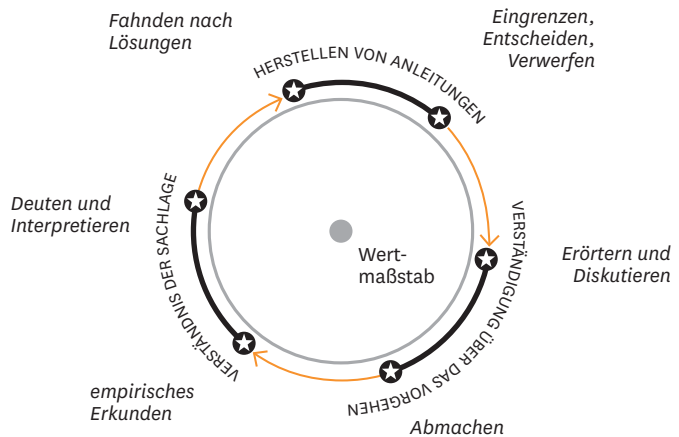 Fahnden nach
Lösungen
Eingrenzen,
Entscheiden,
Verwerfen
HERSTELLEN VON ANLEITUNGEN
Deuten und
Interpretieren
VERSTÄNDNIS DER SACHLAGE
Wert-
maßstab
VERSTÄNDIGUNG ÜBER DAS VORGEHEN
Erörtern und
Diskutieren
empirisches
Erkunden
Abmachen